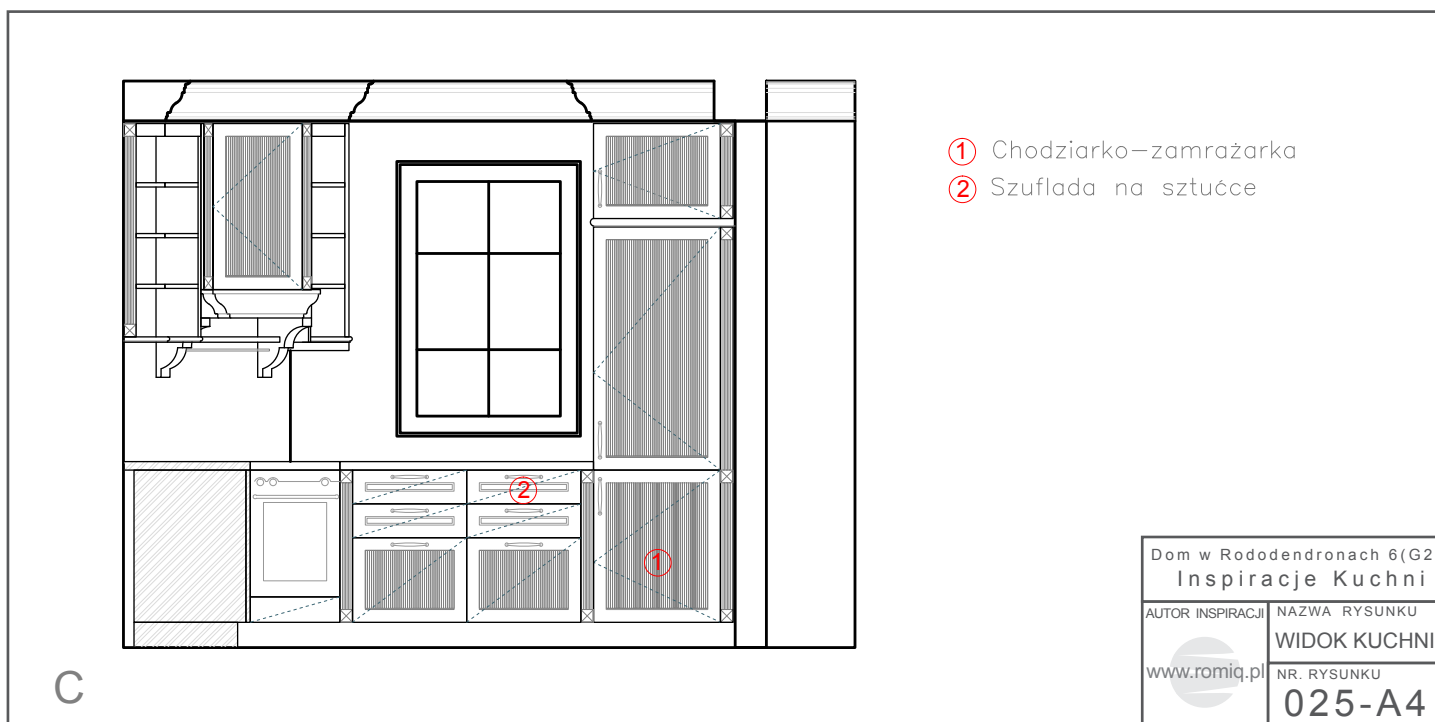 1 Chodziarko-zamrażarka
2 Szuflada na sztućce
2
1
C
Dom w Rododendronach 6(G2
Inspiracje Kuchni
AUTOR INSPIRACJI
www.romiq.pl
NAZWA RYSUNKU
WIDOK KUCHNI
NR. RYSUNKU
025-A4